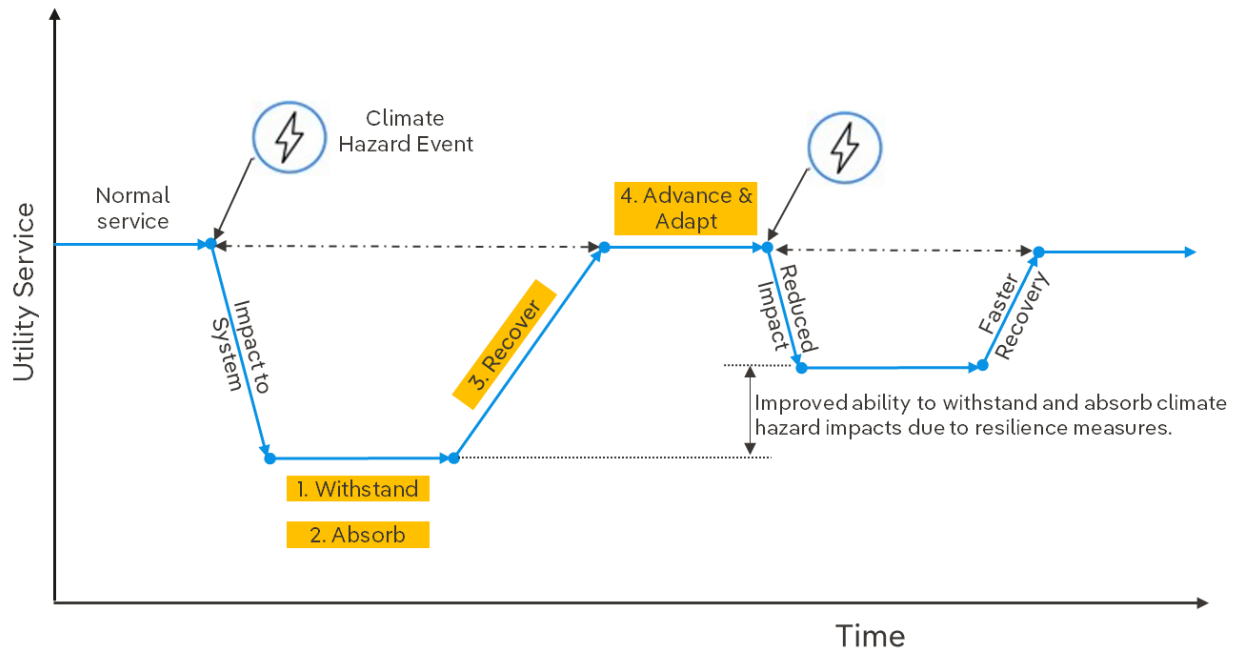 Utility Service
Climate
Hazard Event
Normal
service
4. Advance &
Adapt
Impact to
System
3. Recover
Reduced
Impact
Faster
Recovery
Improved ability to withstand and absorb climate
hazard impacts due to resilience measures.
1. Withstand
2. Absorb
Time